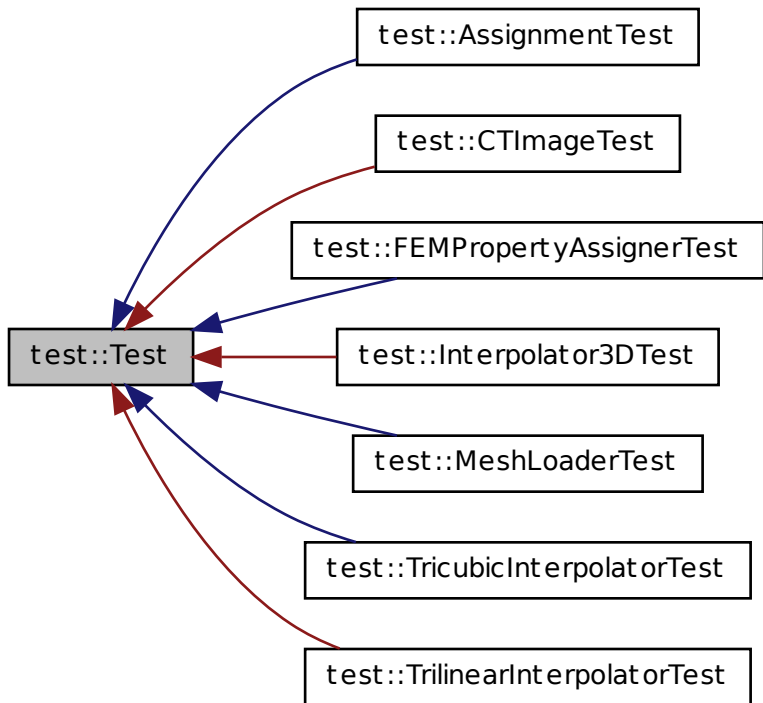 test::AssignmentTest
test::CTImageTest
test::FEMPropertyAssignerTest
test::Test
test::Interpolator3DTest
test::MeshLoaderTest
test::TricubicInterpolatorTest
test::TrilinearInterpolatorTest